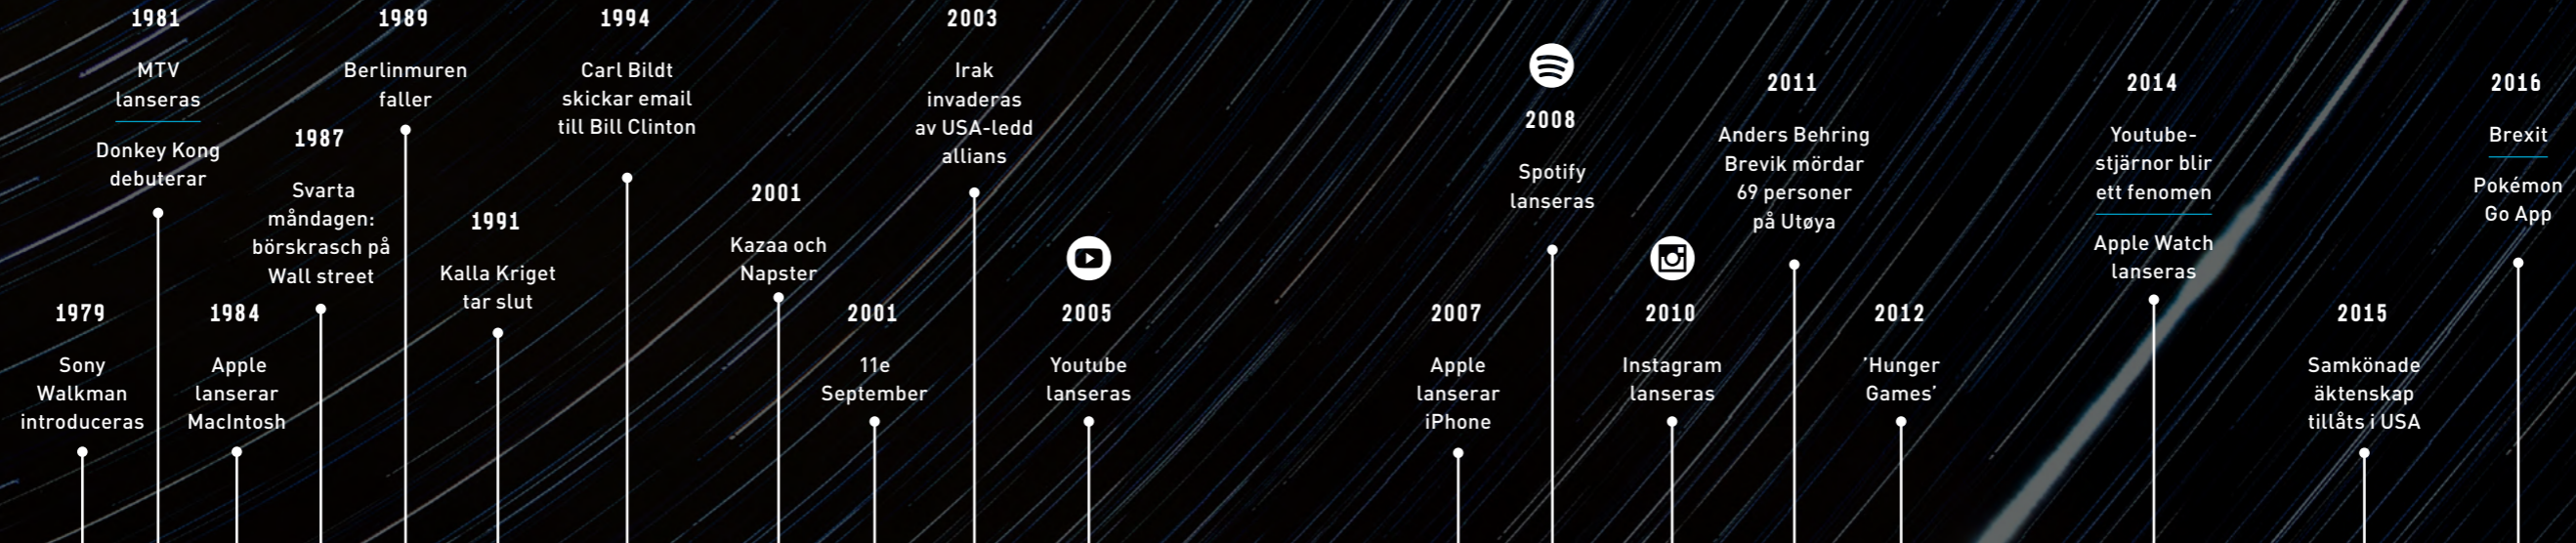 1979
Sony
Walkman
introduceras
1981
MTV
lanseras
Donkey Kong
debuterar
1984
Apple
lanserar
MacIntosh
1987
Svarta
måndagen:
börskrasch på
Wall street
1989
Berlinmuren
faller
1991
Kalla Kriget
tar slut
1994
Carl Bildt
skickar email
till Bill Clinton
2001
Kazaa och
Napster
2001
11e
September
2003
Irak
invaderas
av USA-ledd
allians
2005
Youtube
lanseras
2007
Apple
lanserar
iPhone
2008
Spotify
lanseras
2010
Instagram
lanseras
2011
Anders Behring
Brevik mördar
69 personer
på Utøya
2012
’Hunger
Games’
2014
Youtube-
stjärnor blir
ett fenomen
Apple Watch
lanseras
2015
Samkönade
äktenskap
tillåts i USA
2016
Brexit
Pokémon
Go App